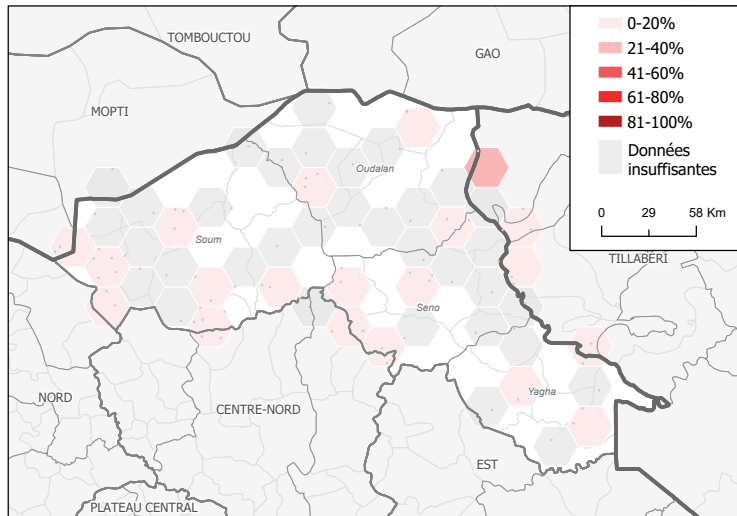 TOMBOUCTOU
GAO
MOPTI
Oudalan
Soum
Seno
TILLABERI
Yagha
NORD
CENTRE-NORD
EST
PLATEAU CENTRAL
0-20%
21-40%
41-60%
61-80%
81-100%
Données
insuffisantes
0 29 58 Km